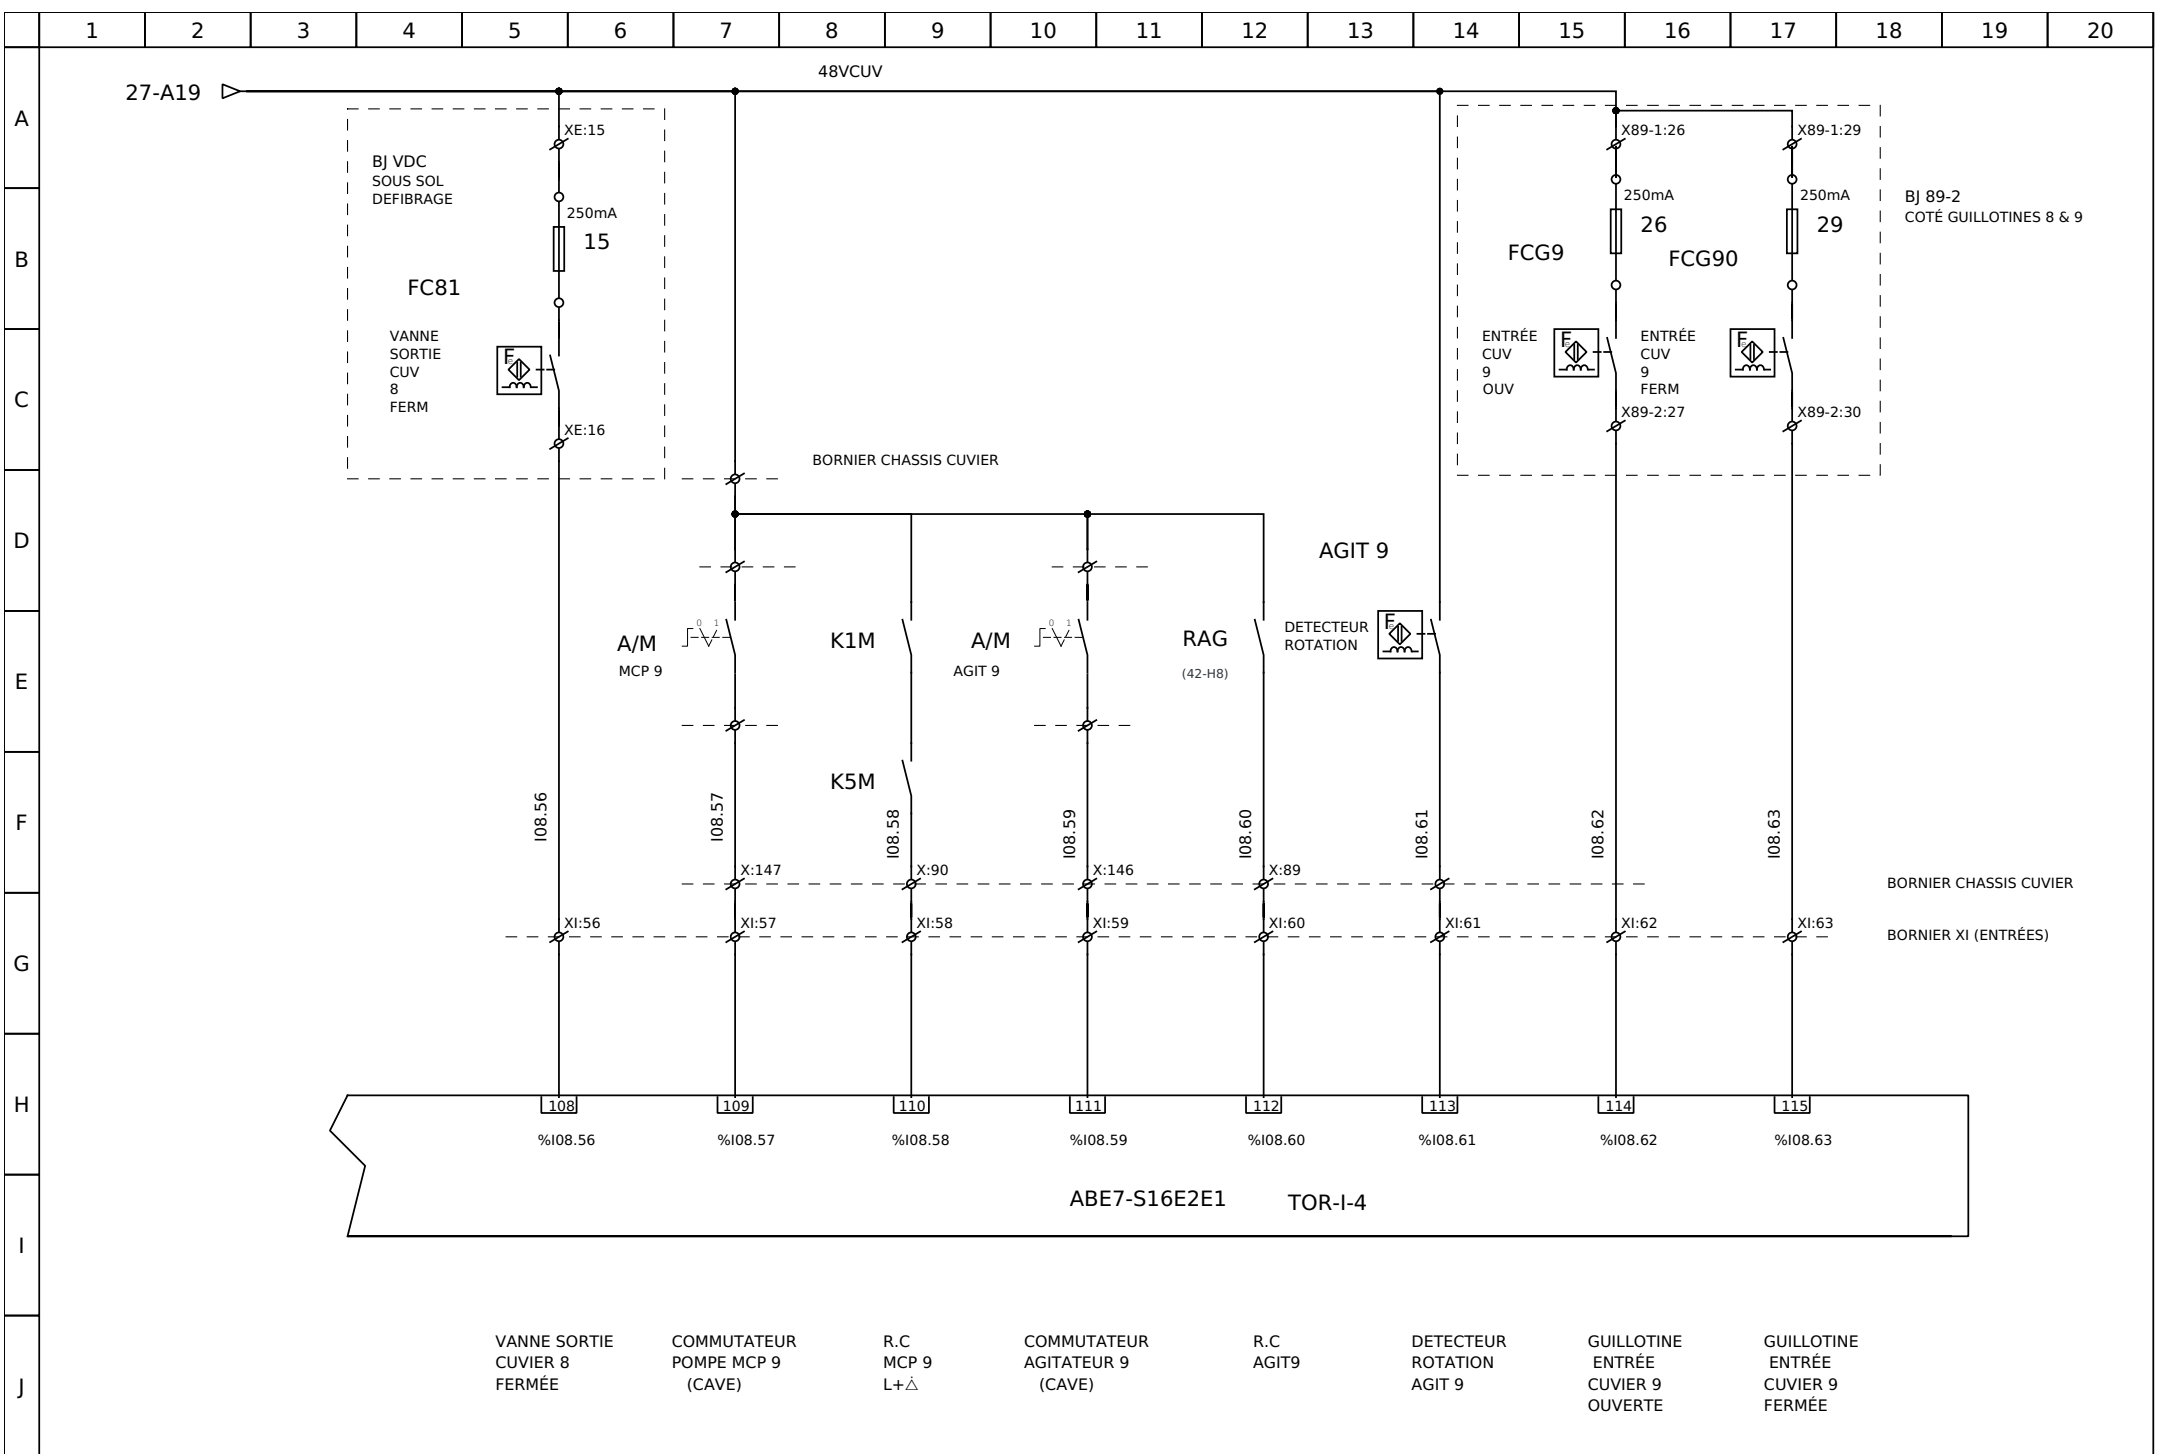 1 2 3 4 5 6 7 8 9 10 11 12 13 14 15 16 17 18 19 20
A
B
C
D
E
F
G
H
I
J
27-A19
48VCUV
XE:15
BJ VDC
SOUS SOL
DEFIBRAGE
250mA
15
FC81
VANNE
SORTIE
CUV
8
FERM
F
XE:16
BORNIER CHASSIS CUVIER
X89-1:26
X89-1:29
250mA
26
250mA
29
BJ 89-2
COTÉ GUILLOTINES 8 & 9
FCG9
FCG90
ENTRÉE
CUV
9
OUV
F
ENTRÉE
CUV
9
FERM
F
X89-2:27
X89-2:30
AGIT 9
A/M
MCP 9
0 1
K1M
A/M
AGIT 9
0 1
RAG
(42-H8)
DETECTEUR
ROTATION
F
K5M
I08.56
I08.57
I08.58
I08.59
I08.60
I08.61
I08.62
I08.63
X:147
X:90
X:146
X:89
BORNIER CHASSIS CUVIER
XI:56
XI:57
XI:58
XI:59
XI:60
XI:61
XI:62
XI:63
BORNIER XI (ENTRÉES)
108 109 110 111 112 113 114 115
%I08.56 %I08.57 %I08.58 %I08.59 %I08.60 %I08.61 %I08.62 %I08.63
ABE7-S16E2E1
TOR-I-4
VANNE SORTIE
CUVIER 8
FERMÉE
COMMUTATEUR
POMPE MCP 9
(CAVE)
R.C
MCP 9
L+△
COMMUTATEUR
AGITATEUR 9
(CAVE)
R.C
AGIT9
DETECTEUR
ROTATION
AGIT 9
GUILLOTINE
ENTRÉE
CUVIER 9
OUVERTE
GUILLOTINE
ENTRÉE
CUVIER 9
FERMÉE